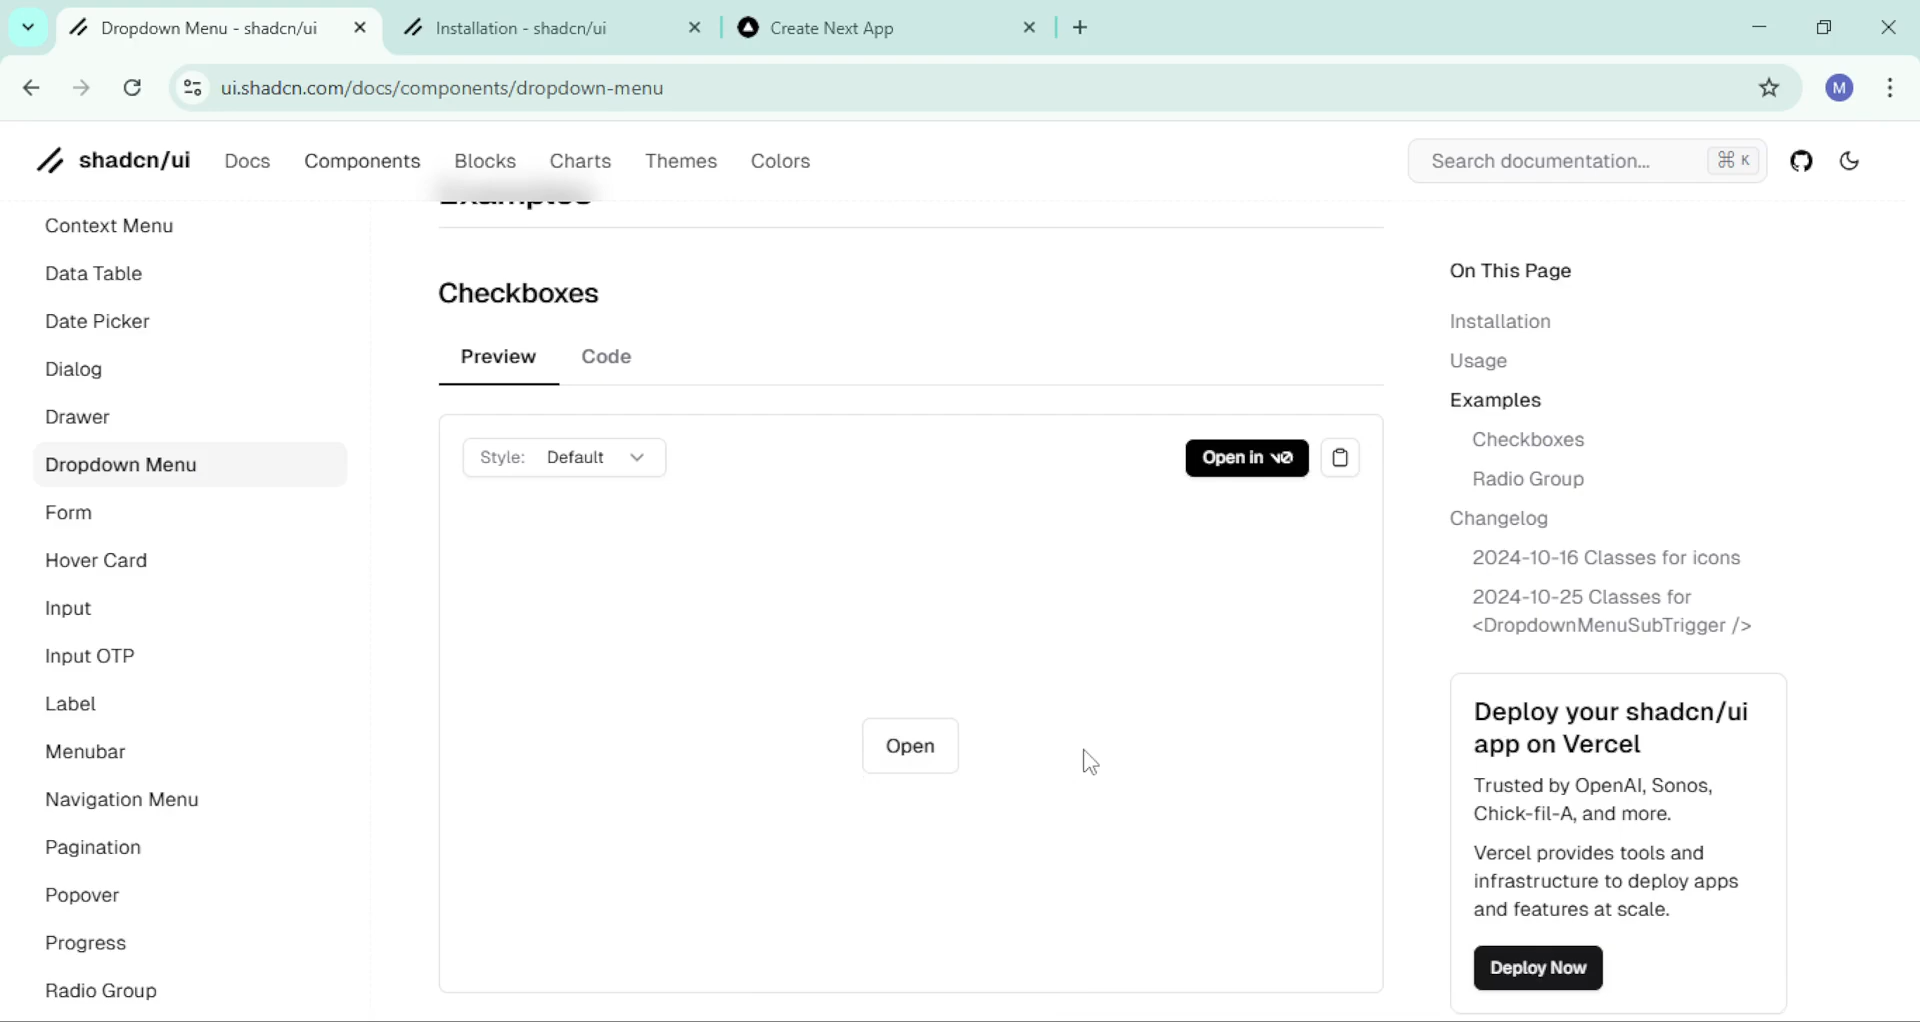 Dropdown Menu - shadcn/ui
Installation - shadcn/ui
Create Next App
ui.shadcn.com/docs/components/dropdown-menu
M
shadcn/ui
Docs
Components
Blocks
Charts
Themes
Colors
Search documentation...
⌘ K
Context Menu
Data Table
Date Picker
Dialog
Drawer
Dropdown Menu
Form
Hover Card
Input
Input OTP
Label
Menubar
Navigation Menu
Pagination
Popover
Progress
Radio Group
Examples
Checkboxes
Preview
Code
Style: Default
Open in v0
Open
On This Page
Installation
Usage
Examples
Checkboxes
Radio Group
Changelog
2024-10-16 Classes for icons
2024-10-25 Classes for
<DropdownMenuSubTrigger />
Deploy your shadcn/ui
app on Vercel
Trusted by OpenAI, Sonos,
Chick-fil-A, and more.
Vercel provides tools and
infrastructure to deploy apps
and features at scale.
Deploy Now